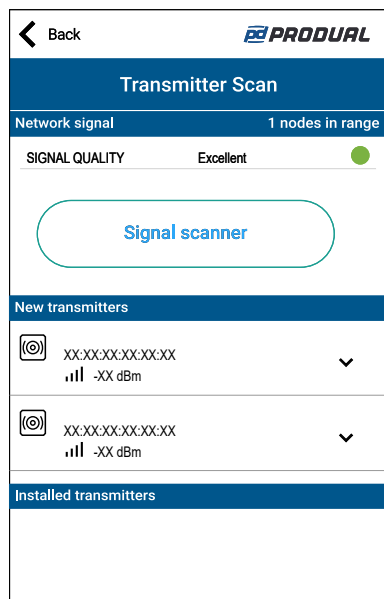 Back
PRODUAL
Transmitter Scan
Network signal 1 nodes in range
SIGNAL QUALITY Excellent
Signal scanner
New transmitters
XX:XX:XX:XX:XX:XX
-XX dBm
XX:XX:XX:XX:XX:XX
-XX dBm
Installed transmitters